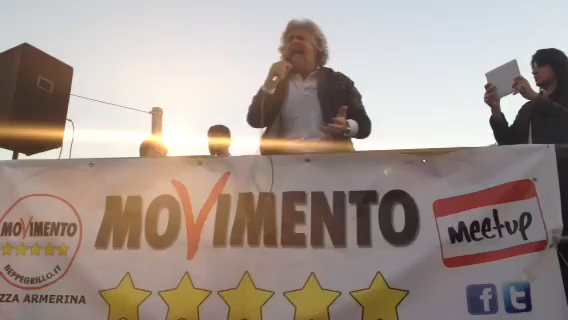 MOVIMENTO
BEPPEGRILLO.IT
ZZA ARMERINA
MOVIMENTO
meetup
f t